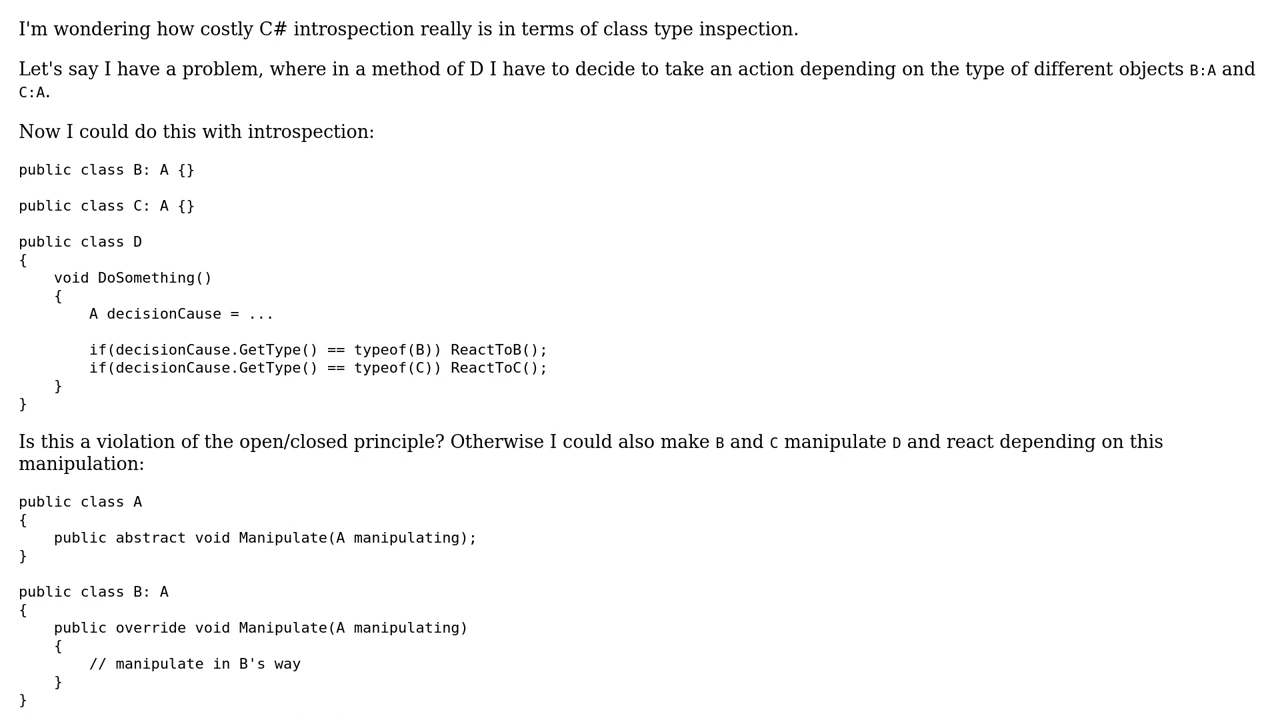 I'm wondering how costly C# introspection really is in terms of class type inspection.
Let's say I have a problem, where in a method of D I have to decide to take an action depending on the type of different objects B:A and
C:A.
Now I could do this with introspection:
public class B: A {}
public class C: A {}
public class D
{
    void DoSomething()
    {
        A decisionCause = ...
        if(decisionCause.GetType() == typeof(B)) ReactToB();
        if(decisionCause.GetType() == typeof(C)) ReactToC();
    }
}
Is this a violation of the open/closed principle? Otherwise I could also make B and C manipulate D and react depending on this
manipulation:
public class A
{
    public abstract void Manipulate(A manipulating);
}
public class B: A
{
    public override void Manipulate(A manipulating)
    {
        // manipulate in B's way
    }
}